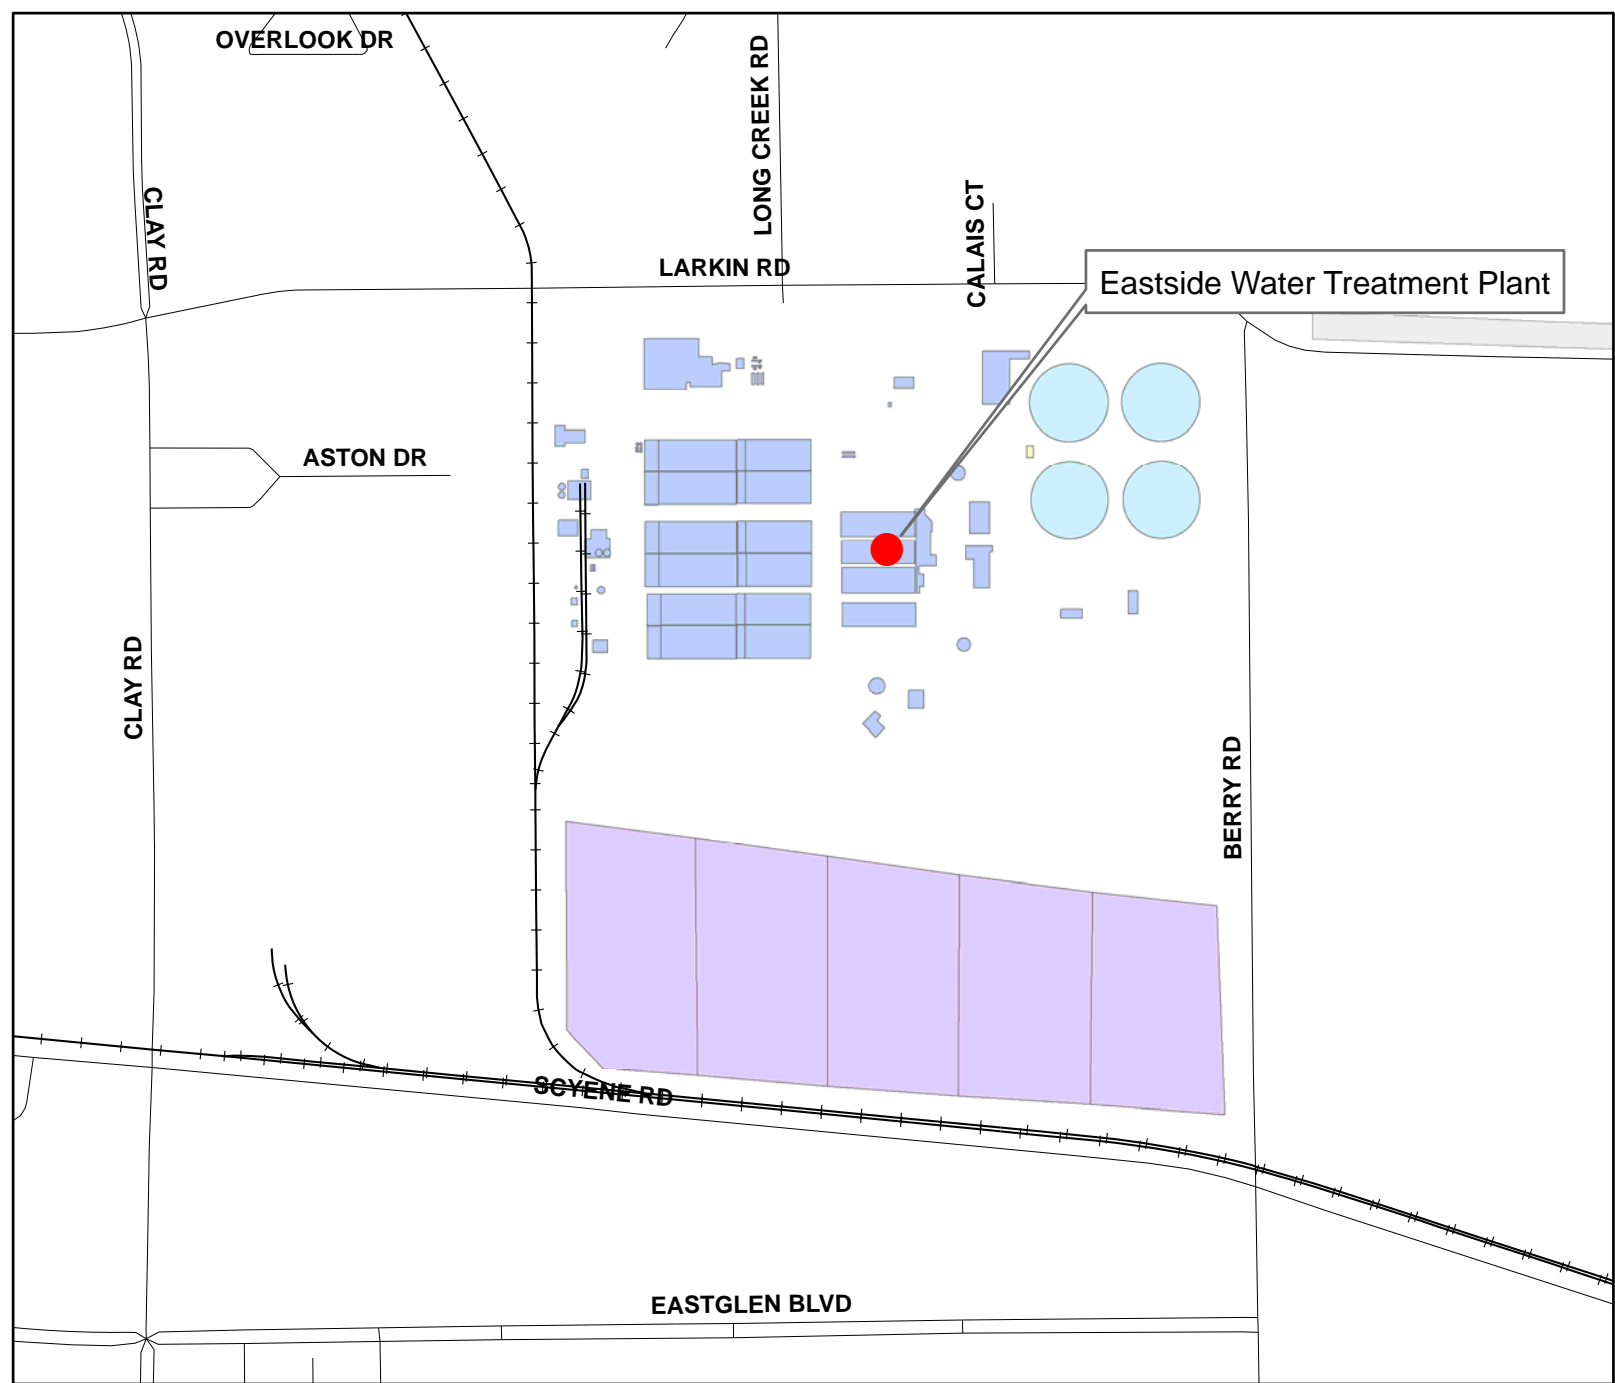 OVERLOOK DR
LONG CREEK RD
CLAY RD
CALAIS CT
LARKIN RD
Eastside Water Treatment Plant
ASTON DR
CLAY RD
BERRY RD
SCYENE RD
EASTGLEN BLVD